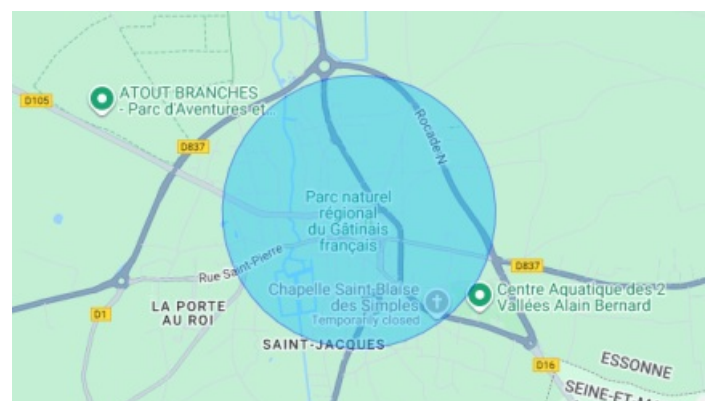 ATOUT BRANCHES
- Parc d'Aventures et...
D105
D837
Rocade N
Parc naturel
régional
du Gâtinais
français
Rue Saint-Pierre
D837
Chapelle Saint-Blaise
des Simples
Temporarily closed
Centre Aquatique des 2
Vallées Alain Bernard
D1
LA PORTE
AU ROI
SAINT-JACQUES
D16
ESSONNE
SEINE-ET-M